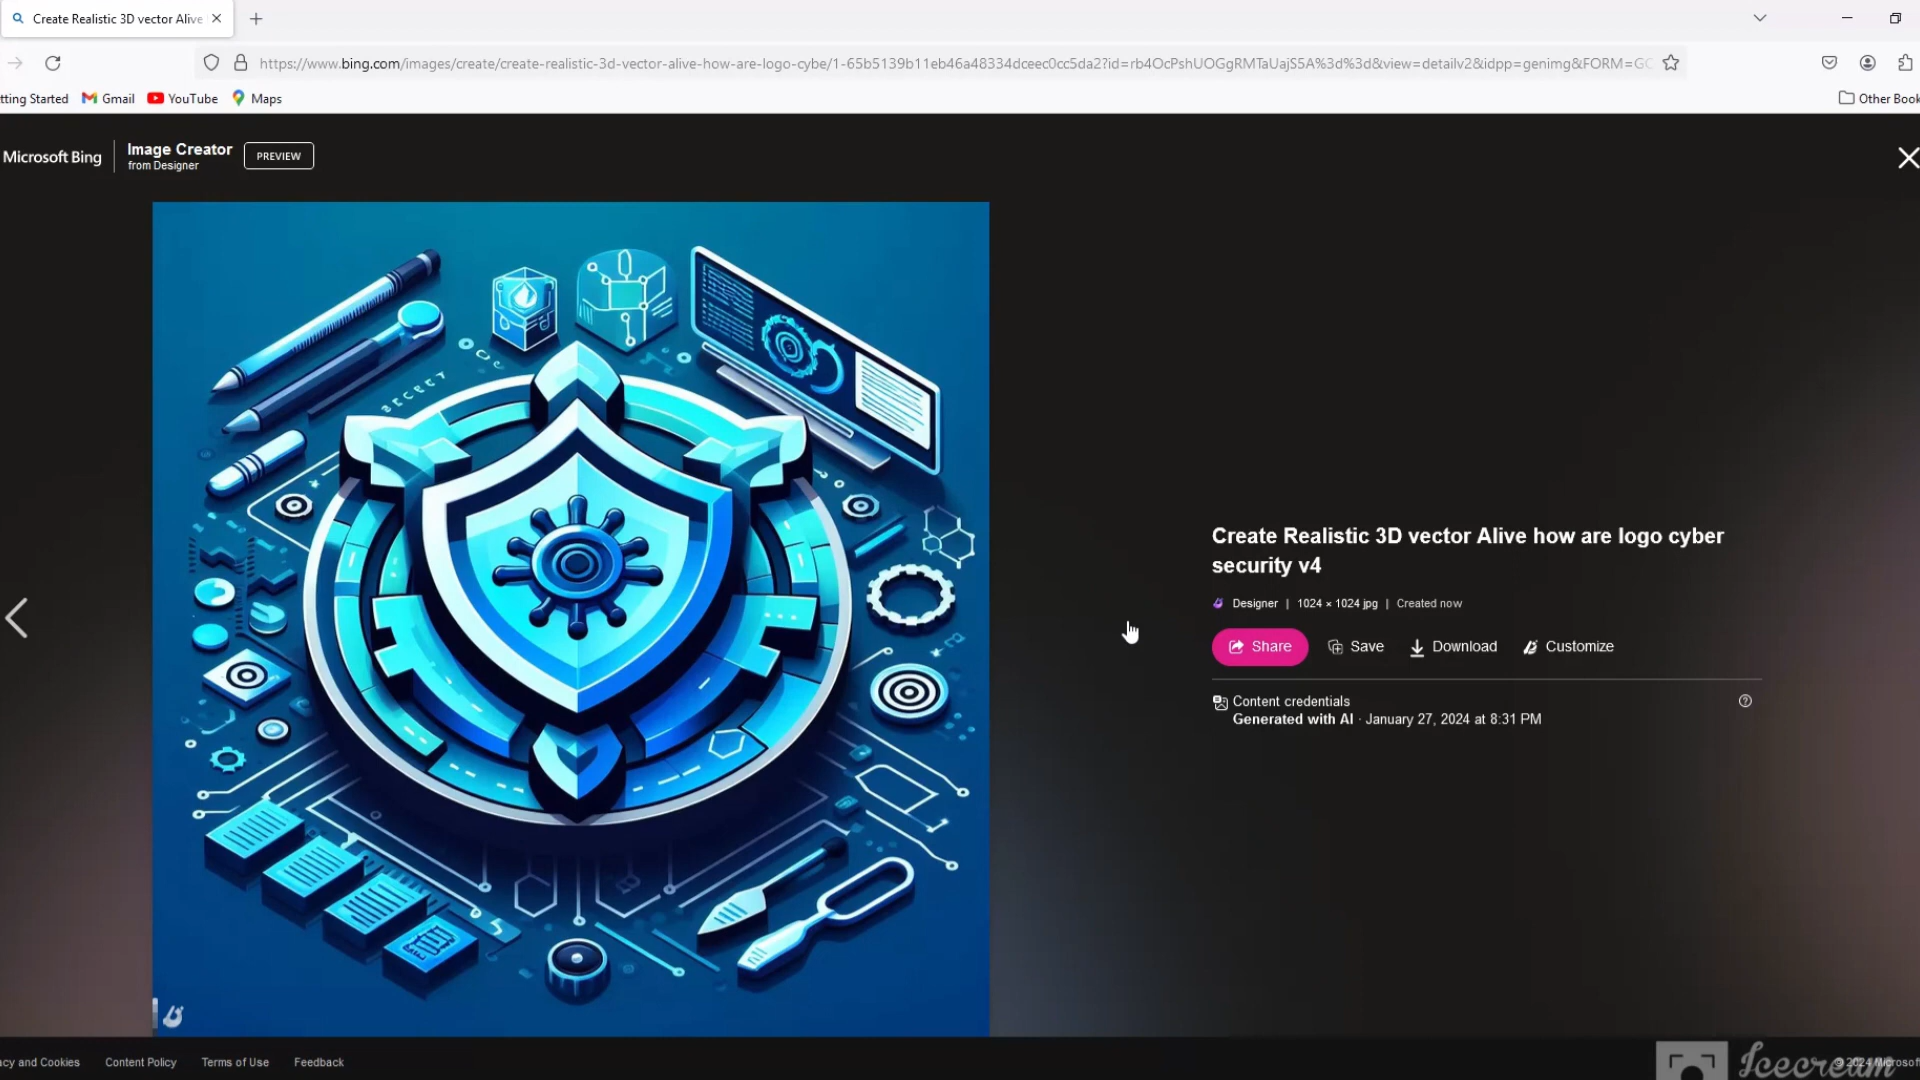 Create Realistic 3D vector Alive
https://www.bing.com/images/create/create-realistic-3d-vector-alive-how-are-logo-cybe/1-65b5139b11eb46a48334dceec0cc5da2?id=rb4OcPshUOGgRMTaUajS5A%3d%3d&view=detailv2&idpp=genimg&FORM=GC
tting Started Gmail YouTube Maps Other Book
Microsoft Bing Image Creator PREVIEW
from Designer
Create Realistic 3D vector Alive how are logo cyber
security v4
Designer | 1024 × 1024 jpg | Created now
Share Save Download Customize
Content credentials
Generated with AI · January 27, 2024 at 8:31 PM
acy and Cookies Content Policy Terms of Use Feedback
Icecream
© 2024 Microsoft